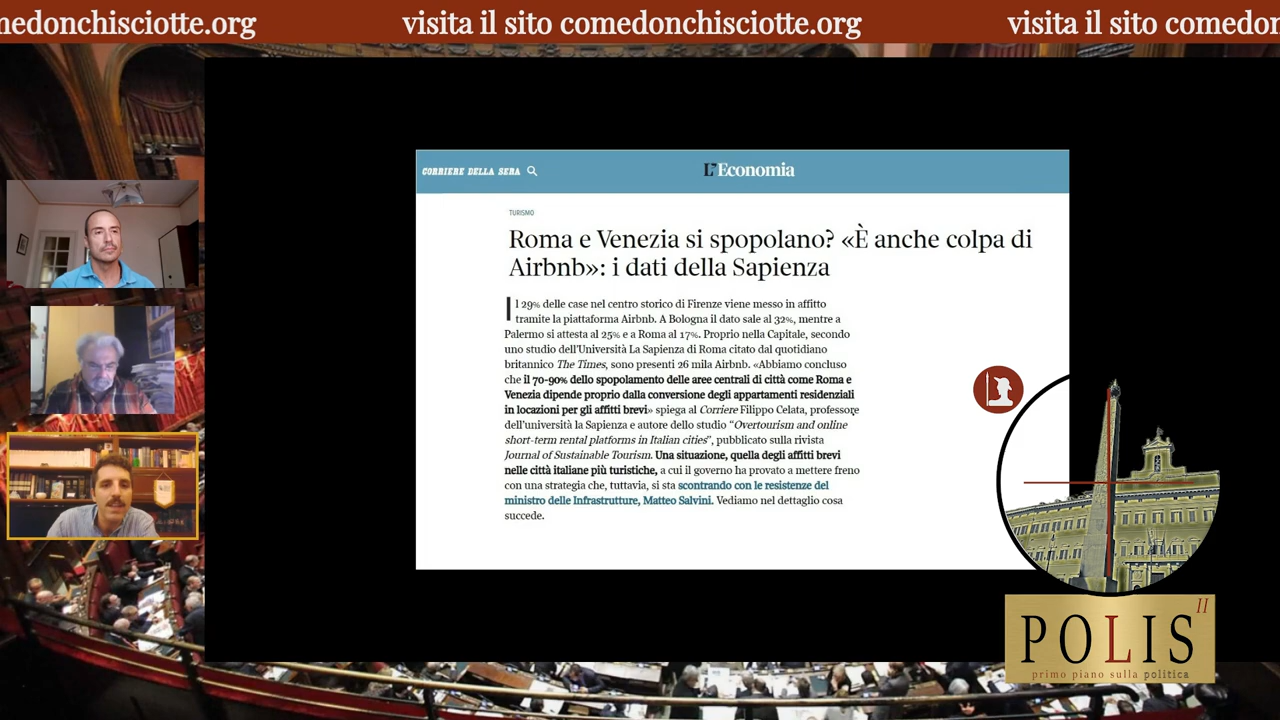 medonchisciotte.org visita il sito comedonchisciotte.org visita il sito comedon
CORRIERE DELLA SERA L'Economia
TURISMO
Roma e Venezia si spopolano? «È anche colpa di
Airbnb»: i dati della Sapienza
Il 29% delle case nel centro storico di Firenze viene messo in affitto
tramite la piattaforma Airbnb. A Bologna il dato sale al 32%, mentre a
Palermo si attesta al 25% e a Roma al 17%. Proprio nella Capitale, secondo
uno studio dell'Università La Sapienza di Roma citato dal quotidiano
britannico The Times, sono presenti 26 mila Airbnb. «Abbiamo concluso
che il 70-90% dello spopolamento delle aree centrali di città come Roma e
Venezia dipende proprio dalla conversione degli appartamenti residenziali
in locazioni per gli affitti brevi» spiega al Corriere Filippo Celata, professore
dell'università la Sapienza e autore dello studio "Overtourism and online
short-term rental platforms in Italian cities", pubblicato sulla rivista
Journal of Sustainable Tourism. Una situazione, quella degli affitti brevi
nelle città italiane più turistiche, a cui il governo ha provato a mettere freno
con una strategia che, tuttavia, si sta scontrando con le resistenze del
ministro delle Infrastrutture, Matteo Salvini. Vediamo nel dettaglio cosa
succede.
POLIS II
primo piano sulla politica